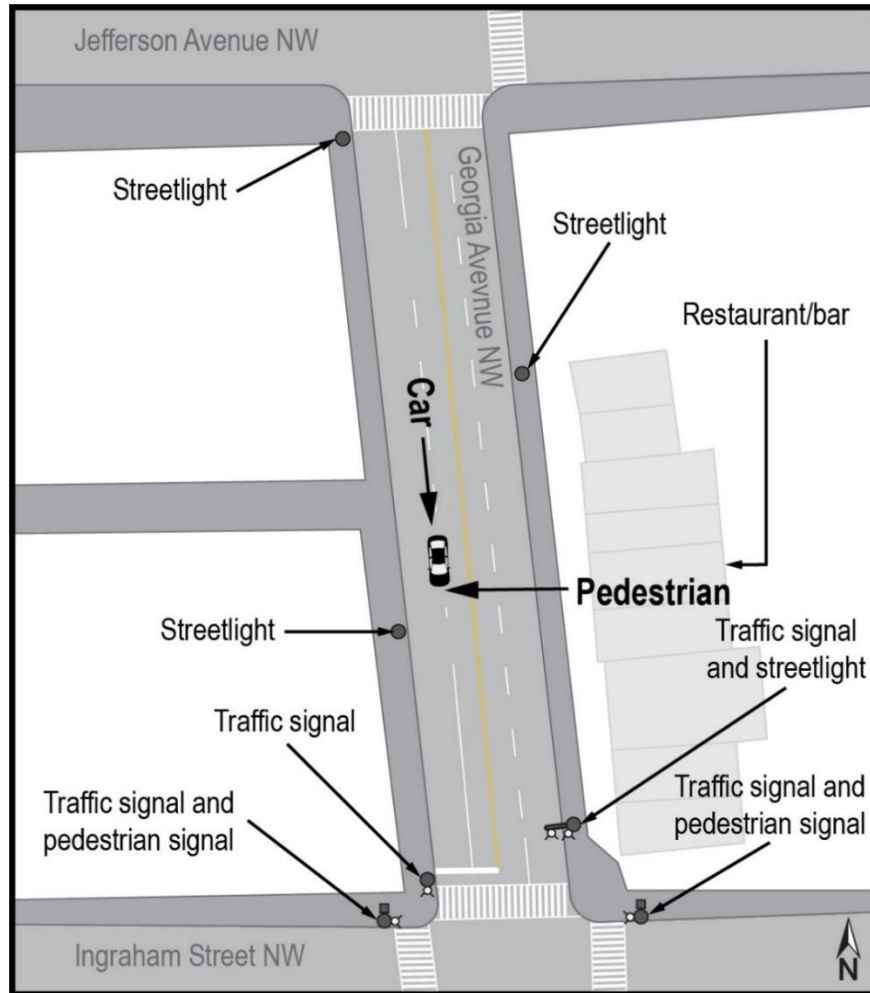 Jefferson Avenue NW
Streetlight
Georgia Avevnue NW
Streetlight
Restaurant/bar
Car
Pedestrian
Streetlight
Traffic signal
and streetlight
Traffic signal
Traffic signal and
pedestrian signal
Traffic signal and
pedestrian signal
Ingraham Street NW
N